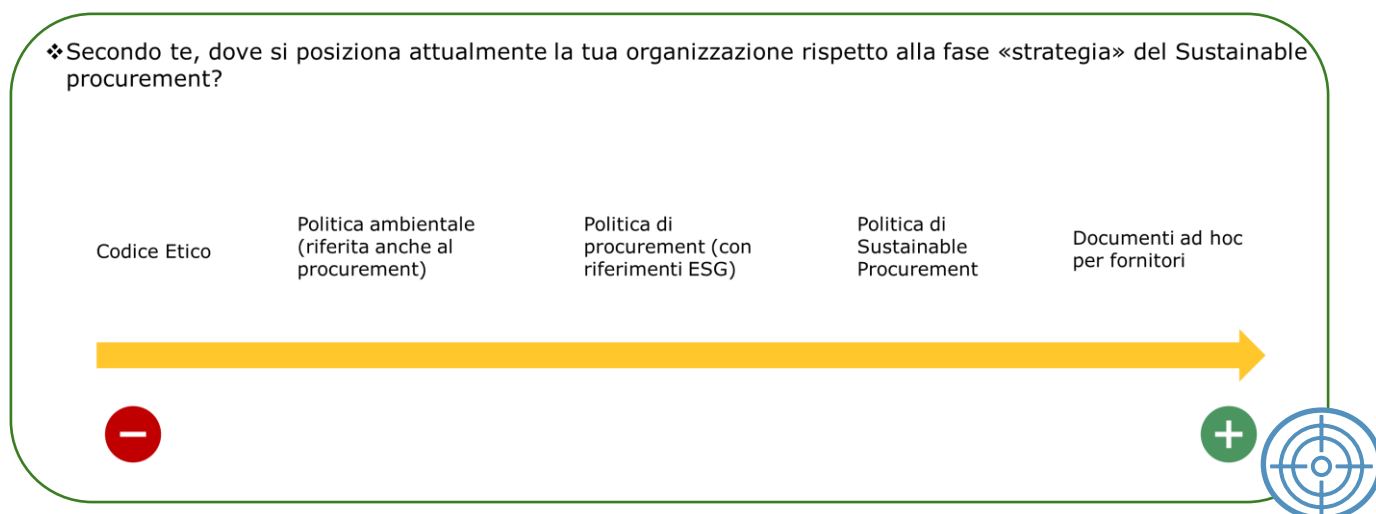 ❖Secondo te, dove si posiziona attualmente la tua organizzazione rispetto alla fase «strategia» del Sustainable
procurement?
Codice Etico
Politica ambientale
(riferita anche al
procurement)
Politica di
procurement (con
riferimenti ESG)
Politica di
Sustainable
Procurement
Documenti ad hoc
per fornitori